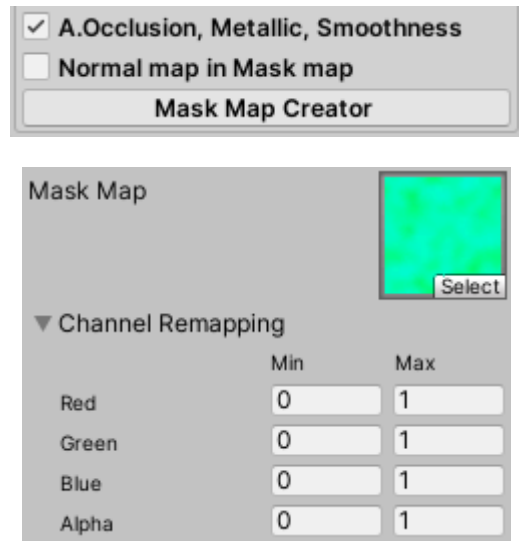 A.Occlusion, Metallic, Smoothness
Normal map in Mask map
Mask Map Creator
Mask Map
Select
Channel Remapping
Min Max
Red 0 1
Green 0 1
Blue 0 1
Alpha 0 1